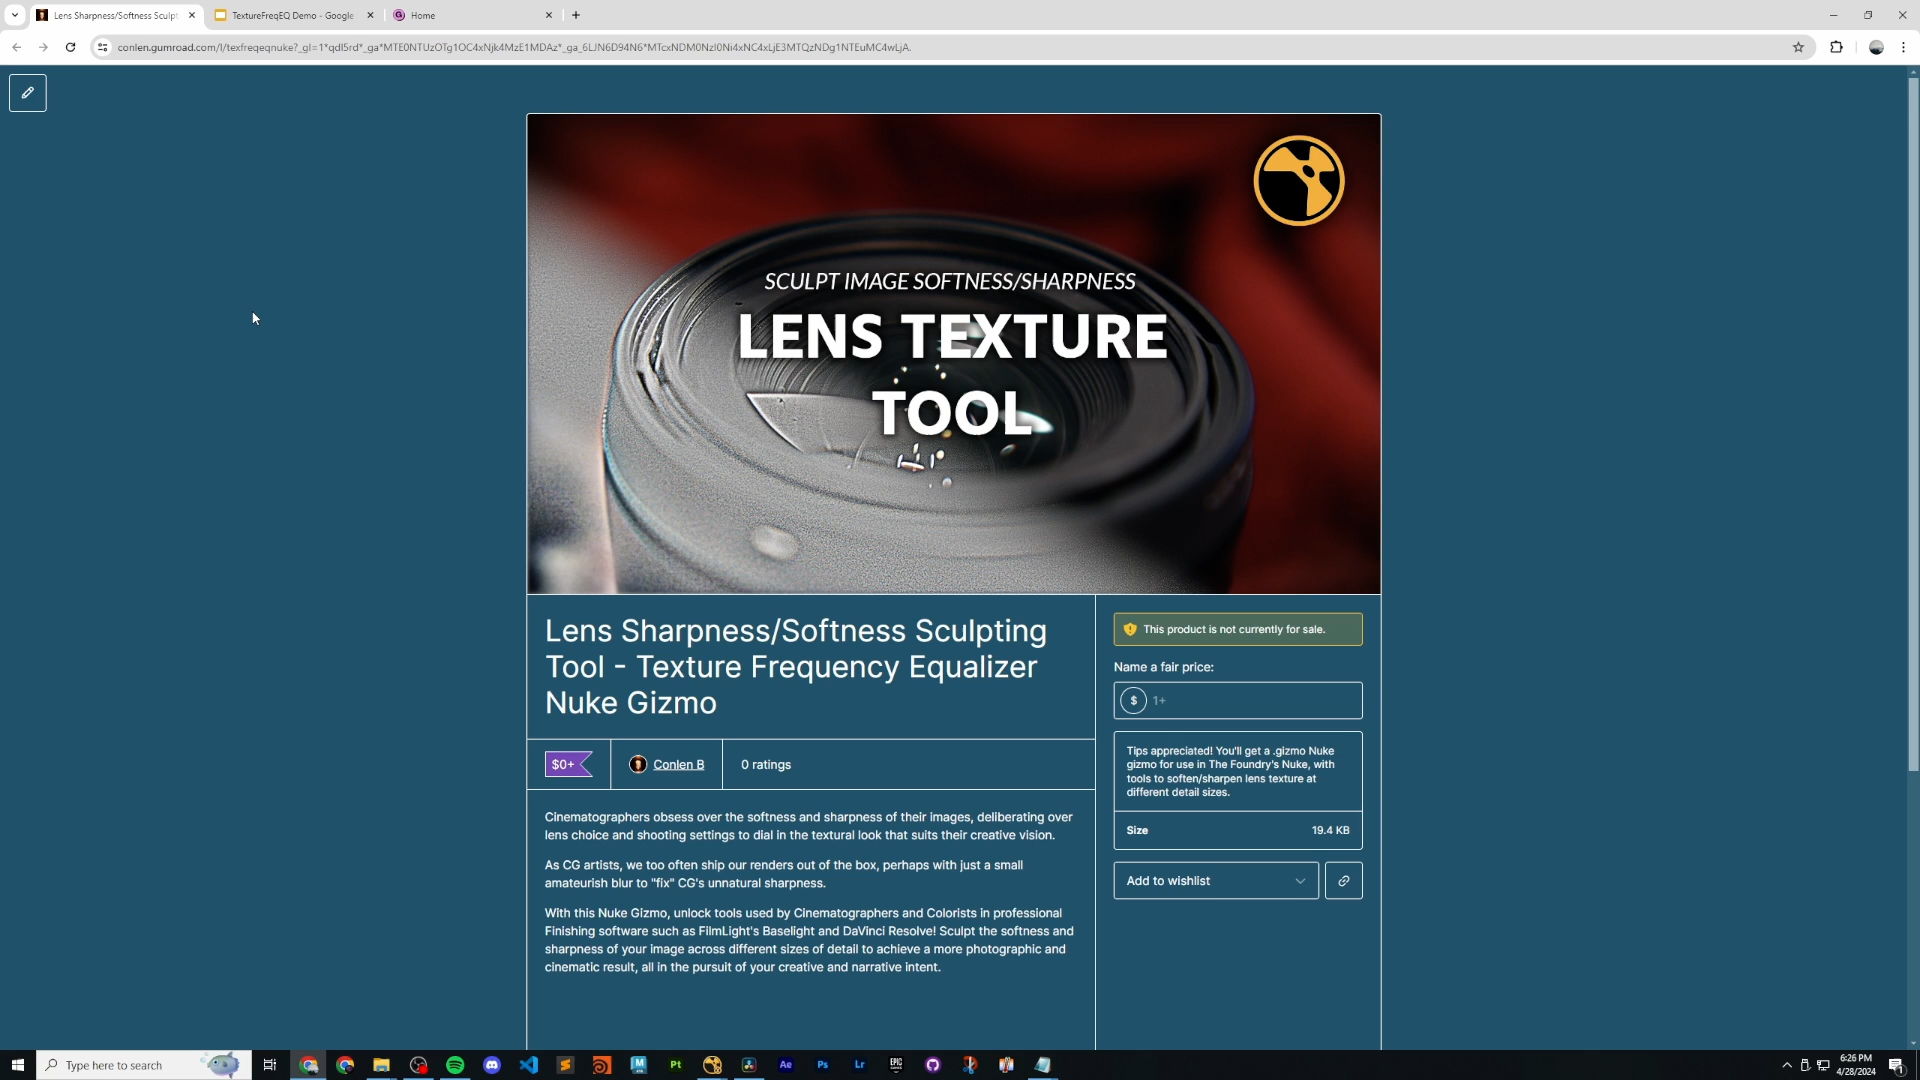 Lens Sharpness/Softness Sculpt
TextureFreqEQ Demo - Google
Home
conlen.gumroad.com/l/texfreqeqnuke?_gl=1*qdl5rd*_ga*MTE0NTUzOTg1OC4xNjk4MzE1MDAz*_ga_6LJN6D94N6*MTcxNDM0NzI0Ni4xNC4xLjE3MTQzNDg1NTEuMC4wLjA.
SCULPT IMAGE SOFTNESS/SHARPNESS
LENS TEXTURE
TOOL
Lens Sharpness/Softness Sculpting
Tool - Texture Frequency Equalizer
Nuke Gizmo
$0+
Conlen B
0 ratings
Cinematographers obsess over the softness and sharpness of their images, deliberating over
lens choice and shooting settings to dial in the textural look that suits their creative vision.
As CG artists, we too often ship our renders out of the box, perhaps with just a small
amateurish blur to "fix" CG's unnatural sharpness.
With this Nuke Gizmo, unlock tools used by Cinematographers and Colorists in professional
Finishing software such as FilmLight's Baselight and DaVinci Resolve! Sculpt the softness and
sharpness of your image across different sizes of detail to achieve a more photographic and
cinematic result, all in the pursuit of your creative and narrative intent.
This product is not currently for sale.
Name a fair price:
$ 1+
Tips appreciated! You'll get a .gizmo Nuke
gizmo for use in The Foundry's Nuke, with
tools to soften/sharpen lens texture at
different detail sizes.
Size 19.4 KB
Add to wishlist
Type here to search
M
Pt
Ae
Ps
Lr
EPIC
6:26 PM
4/28/2024
1